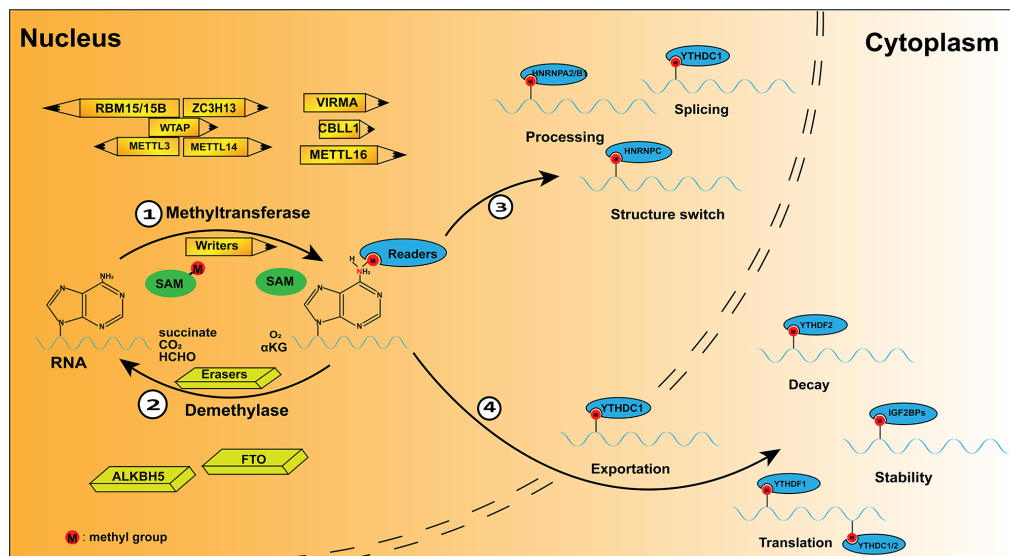 Nucleus
Cytoplasm
RBM15/15B
ZC3H13
WTAP
METTL3
METTL14
VIRMA
CBLL1
METTL16
HNRNPA2/B1
Processing
YTHDC1
Splicing
HNRNPC
Structure switch
1
Methyltransferase
Writers
M
SAM
SAM
3
Readers
M
H
NH₂
N
N
N
N
NH₂
N
N
N
N
RNA
succinate
CO₂
HCHO
O₂
αKG
Erasers
2
Demethylase
4
ALKBH5
FTO
M : methyl group
M
M
M
YTHDC1
M
Exportation
YTHDF2
M
Decay
IGF2BPs
M
Stability
YTHDF1
M
M
YTHDC1/2
Translation